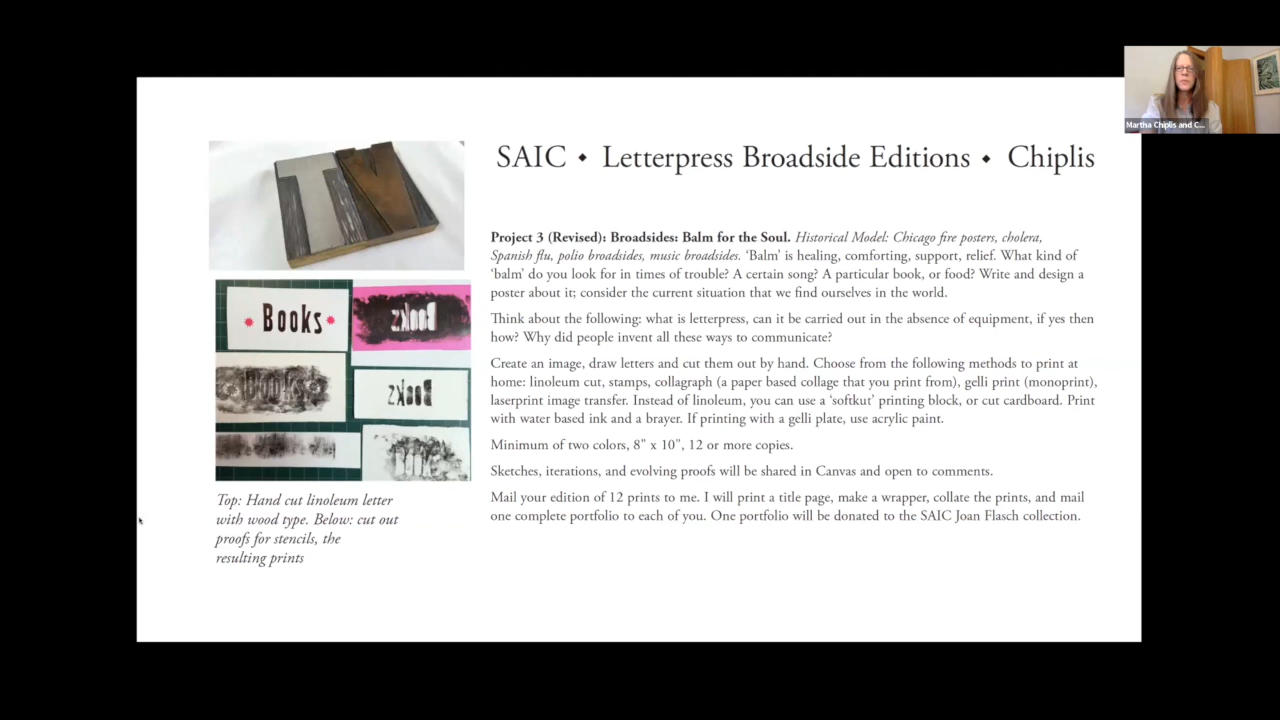 Martha Chiplis and C...
SAIC ⬥ Letterpress Broadside Editions ⬥ Chiplis
Project 3 (Revised): Broadsides: Balm for the Soul. Historical Model: Chicago fire posters, cholera,
Spanish flu, polio broadsides, music broadsides. ‘Balm’ is healing, comforting, support, relief. What kind of
‘balm’ do you look for in times of trouble? A certain song? A particular book, or food? Write and design a
poster about it; consider the current situation that we find ourselves in the world.
Think about the following: what is letterpress, can it be carried out in the absence of equipment, if yes then
how? Why did people invent all these ways to communicate?
Create an image, draw letters and cut them out by hand. Choose from the following methods to print at
home: linoleum cut, stamps, collagraph (a paper based collage that you print from), gelli print (monoprint),
laserprint image transfer. Instead of linoleum, you can use a ‘softkut’ printing block, or cut cardboard. Print
with water based ink and a brayer. If printing with a gelli plate, use acrylic paint.
Minimum of two colors, 8" x 10", 12 or more copies.
Sketches, iterations, and evolving proofs will be shared in Canvas and open to comments.
Mail your edition of 12 prints to me. I will print a title page, make a wrapper, collate the prints, and mail
one complete portfolio to each of you. One portfolio will be donated to the SAIC Joan Flasch collection.
T V
Books
Books
Books
Books
Top: Hand cut linoleum letter
with wood type. Below: cut out
proofs for stencils, the
resulting prints